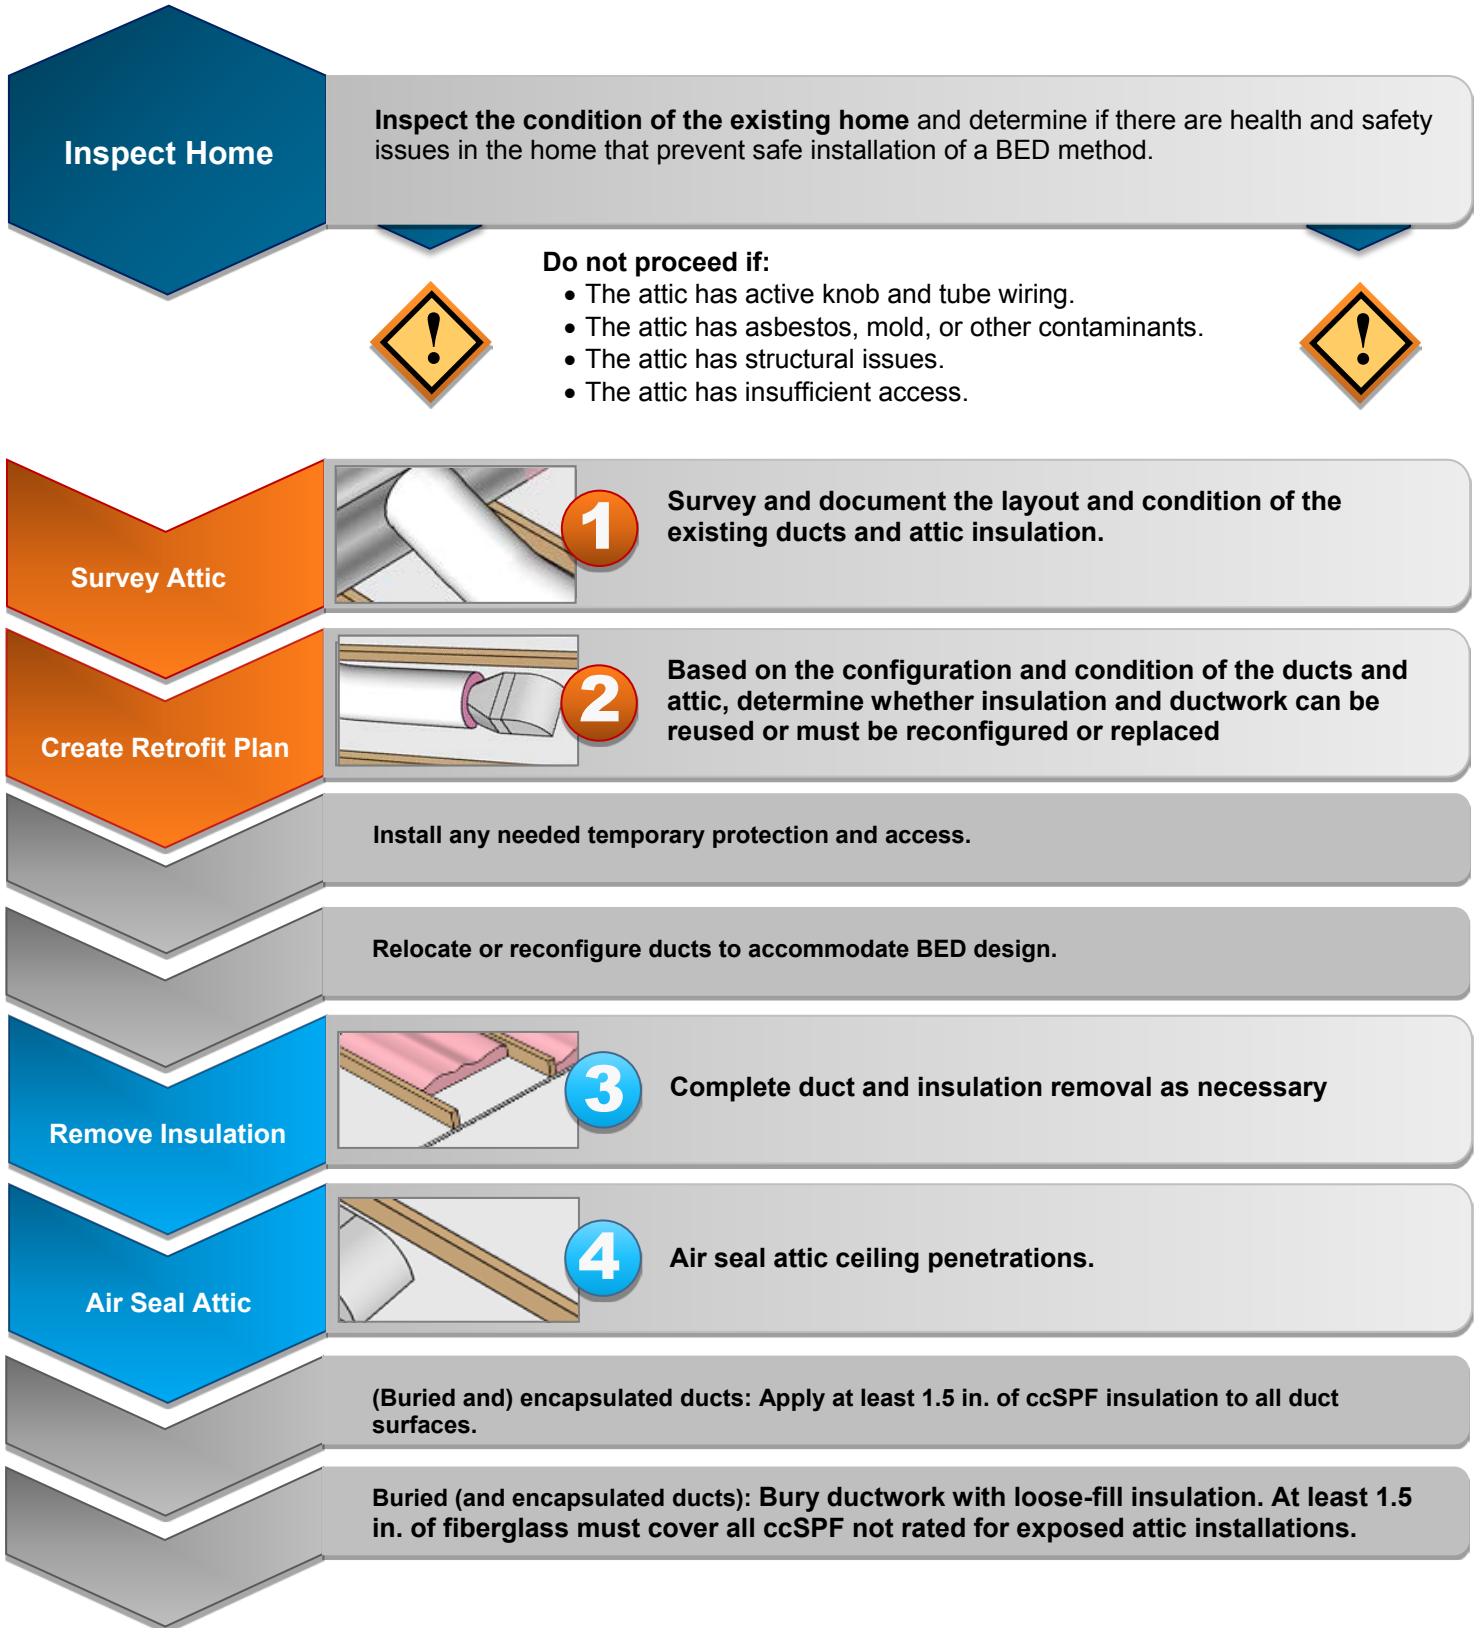 Inspect Home
Inspect the condition of the existing home and determine if there are health and safety
issues in the home that prevent safe installation of a BED method.
Do not proceed if:
• The attic has active knob and tube wiring.
• The attic has asbestos, mold, or other contaminants.
• The attic has structural issues.
• The attic has insufficient access.
!
!
Survey Attic
1
Survey and document the layout and condition of the
existing ducts and attic insulation.
Create Retrofit Plan
2
Based on the configuration and condition of the ducts and
attic, determine whether insulation and ductwork can be
reused or must be reconfigured or replaced
Install any needed temporary protection and access.
Relocate or reconfigure ducts to accommodate BED design.
Remove Insulation
3
Complete duct and insulation removal as necessary
Air Seal Attic
4
Air seal attic ceiling penetrations.
(Buried and) encapsulated ducts: Apply at least 1.5 in. of ccSPF insulation to all duct
surfaces.
Buried (and encapsulated ducts): Bury ductwork with loose-fill insulation. At least 1.5
in. of fiberglass must cover all ccSPF not rated for exposed attic installations.